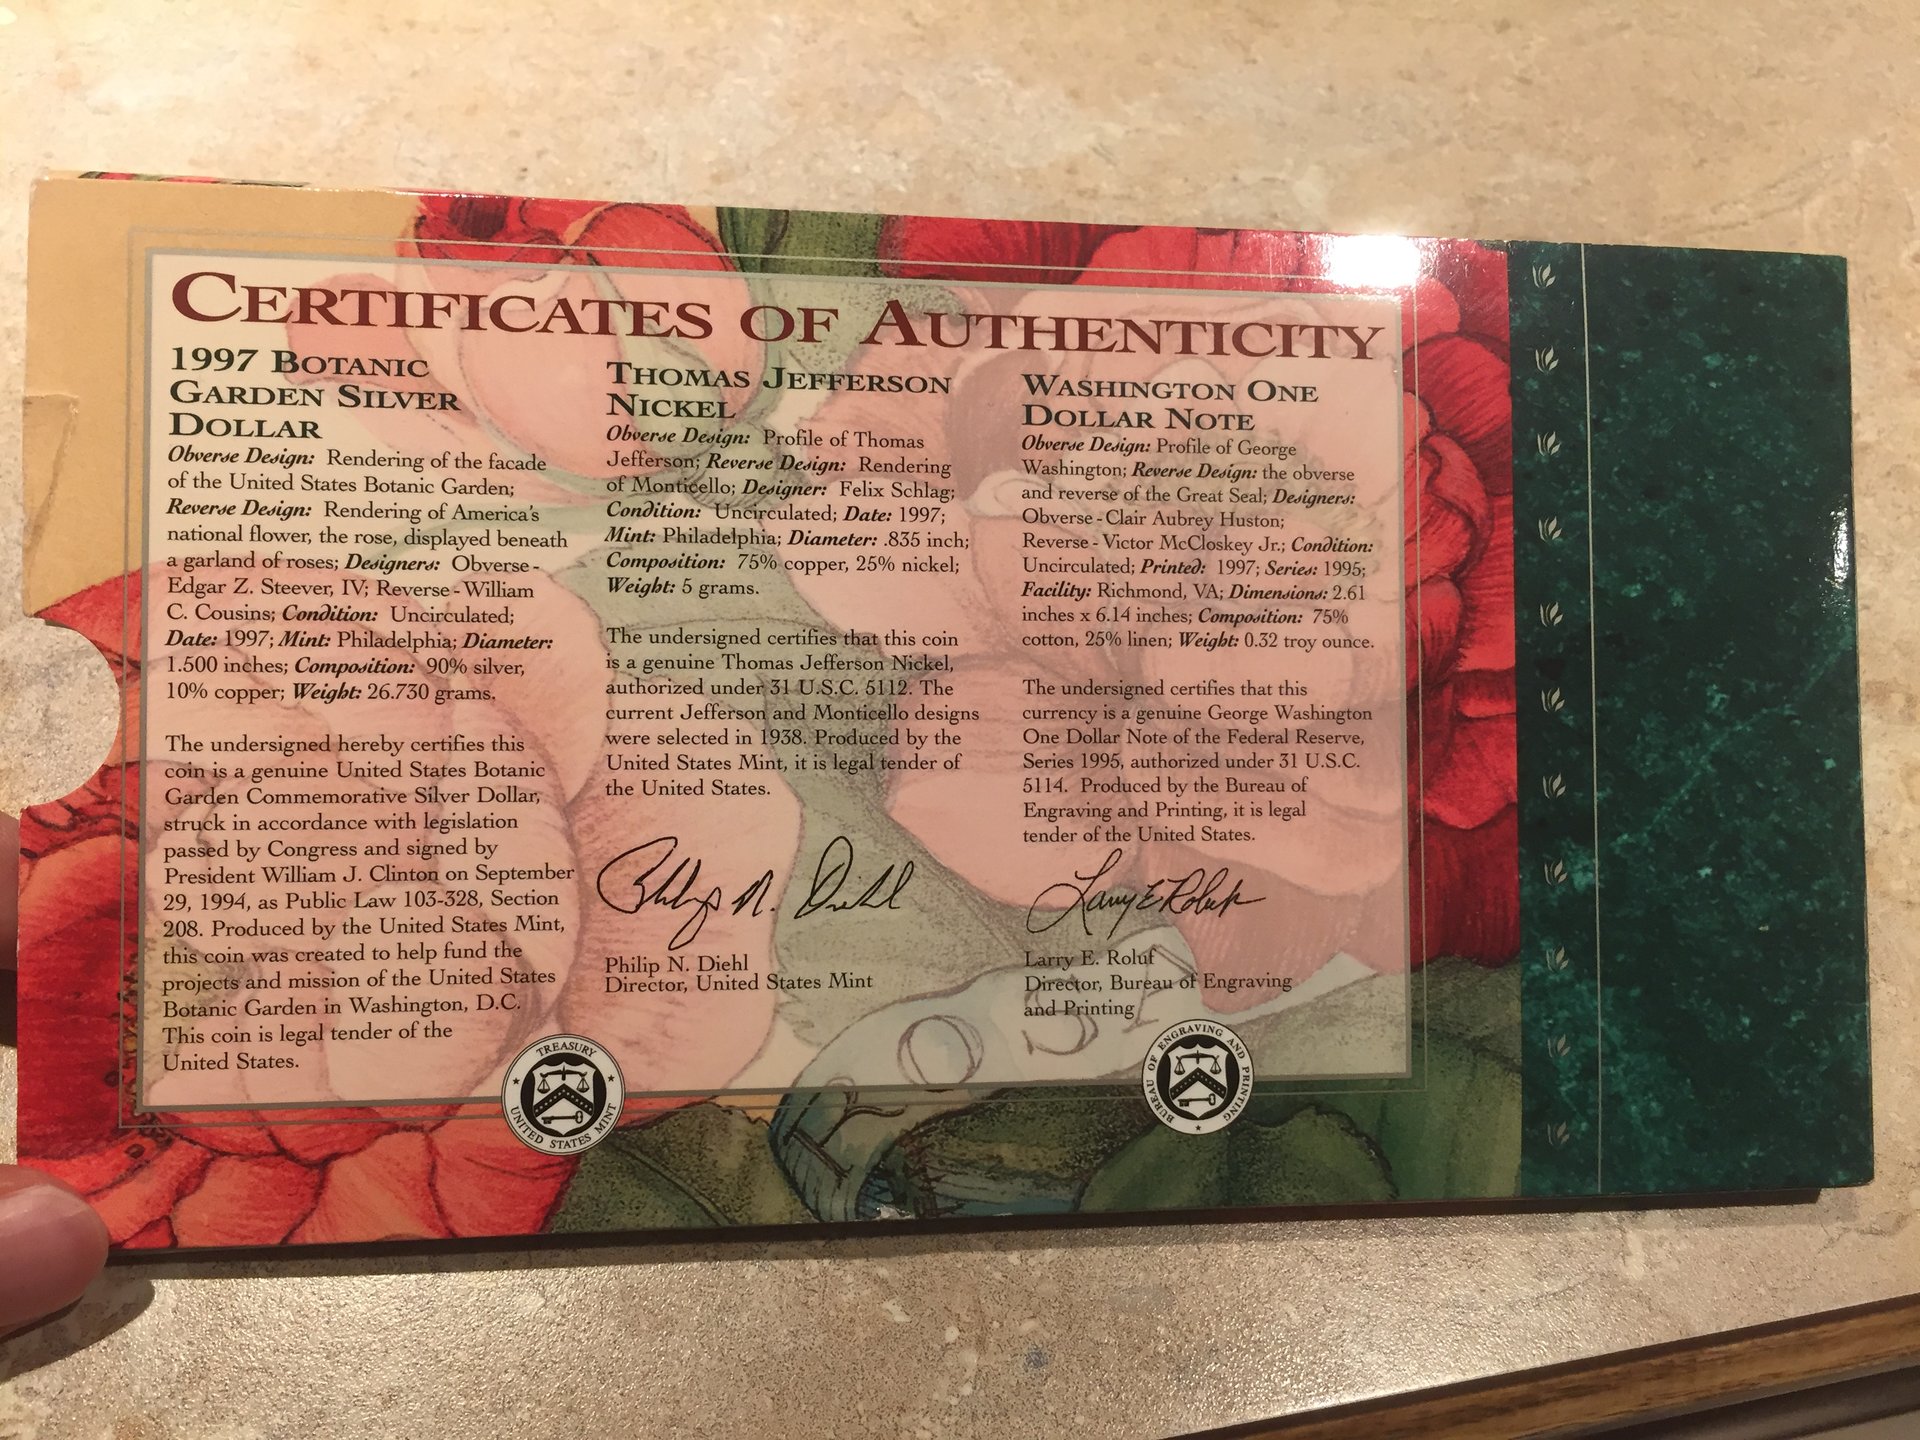 CERTIFICATES OF AUTHENTICITY
1997 BOTANIC
GARDEN SILVER
DOLLAR
Obverse Design: Rendering of the facade
of the United States Botanic Garden;
Reverse Design: Rendering of America's
national flower, the rose, displayed beneath
a garland of roses; Designers: Obverse -
Edgar Z. Steever, IV; Reverse - William
C. Cousins; Condition: Uncirculated;
Date: 1997; Mint: Philadelphia; Diameter:
1.500 inches; Composition: 90% silver,
10% copper; Weight: 26.730 grams.
The undersigned hereby certifies this
coin is a genuine United States Botanic
Garden Commemorative Silver Dollar,
struck in accordance with legislation
passed by Congress and signed by
President William J. Clinton on September
29, 1994, as Public Law 103-328, Section
208. Produced by the United States Mint,
this coin was created to help fund the
projects and mission of the United States
Botanic Garden in Washington, D.C.
This coin is legal tender of the
United States.
THOMAS JEFFERSON
NICKEL
Obverse Design: Profile of Thomas
Jefferson; Reverse Design: Rendering
of Monticello; Designer: Felix Schlag;
Condition: Uncirculated; Date: 1997;
Mint: Philadelphia; Diameter: .835 inch;
Composition: 75% copper, 25% nickel;
Weight: 5 grams.
The undersigned certifies that this coin
is a genuine Thomas Jefferson Nickel,
authorized under 31 U.S.C. 5112. The
current Jefferson and Monticello designs
were selected in 1938. Produced by the
United States Mint, it is legal tender of
the United States.
Philip N. Diehl
Philip N. Diehl
Director, United States Mint
TREASURY
UNITED STATES MINT
WASHINGTON ONE
DOLLAR NOTE
Obverse Design: Profile of George
Washington; Reverse Design: the obverse
and reverse of the Great Seal; Designers:
Obverse - Clair Aubrey Huston;
Reverse - Victor McCloskey Jr.; Condition:
Uncirculated; Printed: 1997; Series: 1995;
Facility: Richmond, VA; Dimensions: 2.61
inches x 6.14 inches; Composition: 75%
cotton, 25% linen; Weight: 0.32 troy ounce.
The undersigned certifies that this
currency is a genuine George Washington
One Dollar Note of the Federal Reserve,
Series 1995, authorized under 31 U.S.C.
5114. Produced by the Bureau of
Engraving and Printing, it is legal
tender of the United States.
Larry E. Roluf
Larry E. Roluf
Director, Bureau of Engraving
and Printing
BUREAU OF ENGRAVING AND PRINTING